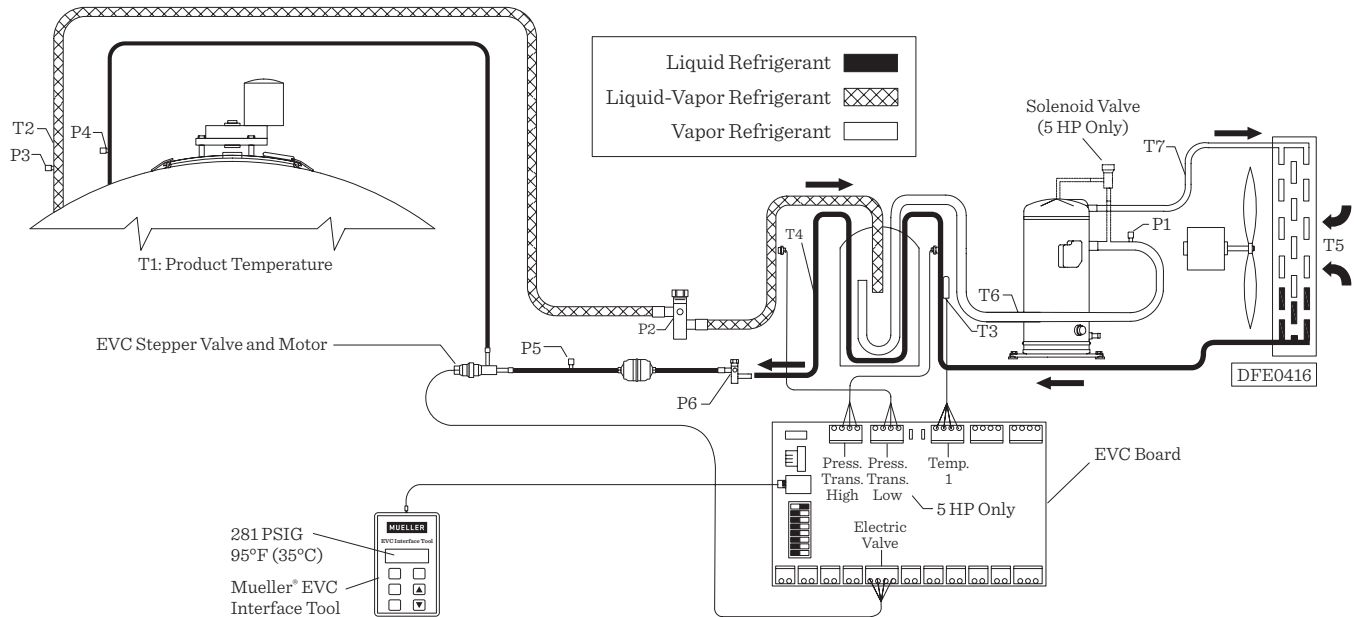 Liquid Refrigerant
Liquid-Vapor Refrigerant
Vapor Refrigerant
Solenoid Valve
(5 HP Only)
T2
P4
P3
T7
P1
T5
T1: Product Temperature
T4
P2
T6
T3
EVC Stepper Valve and Motor
P5
P6
DFE0416
Press.
Trans.
High
Press.
Trans.
Low
Temp.
1
EVC Board
5 HP Only
Electric
Valve
MUELLER
EVC Interface Tool
281 PSIG
95°F (35°C)
Mueller® EVC
Interface Tool